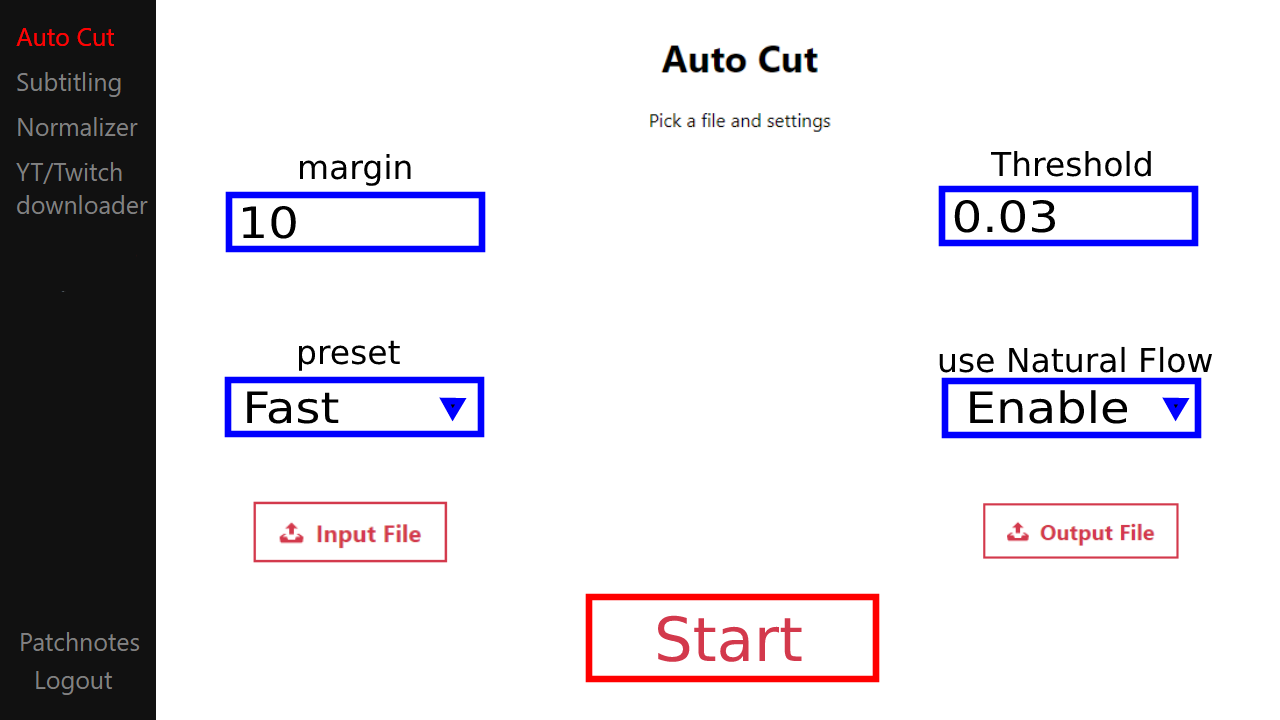 Auto Cut
Subtitling
Normalizer
YT/Twitch
downloader
Patchnotes
Logout
Auto Cut
Pick a file and settings
margin
10
Threshold
0.03
preset
Fast
use Natural Flow
Enable
Input File
Output File
Start